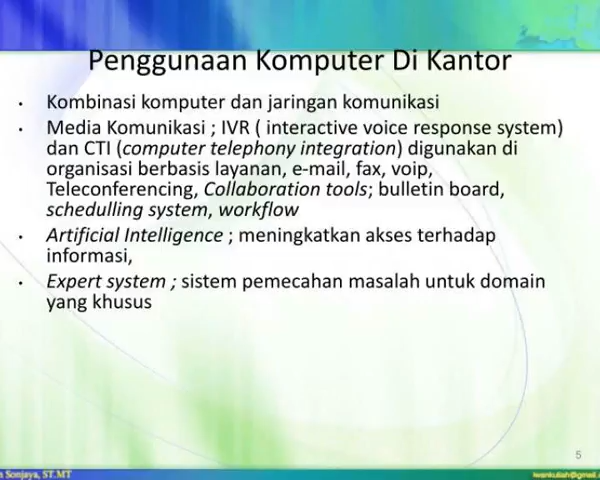 Penggunaan Komputer Di Kantor
• Kombinasi komputer dan jaringan komunikasi
• Media Komunikasi ; IVR ( interactive voice response system)
dan CTI (computer telephony integration) digunakan di
organisasi berbasis layanan, e-mail, fax, voip,
Teleconferencing, Collaboration tools; bulletin board,
schedulling system, workflow
• Artificial Intelligence ; meningkatkan akses terhadap
informasi,
• Expert system ; sistem pemecahan masalah untuk domain
yang khusus
5
n Sonjaya, ST.MT